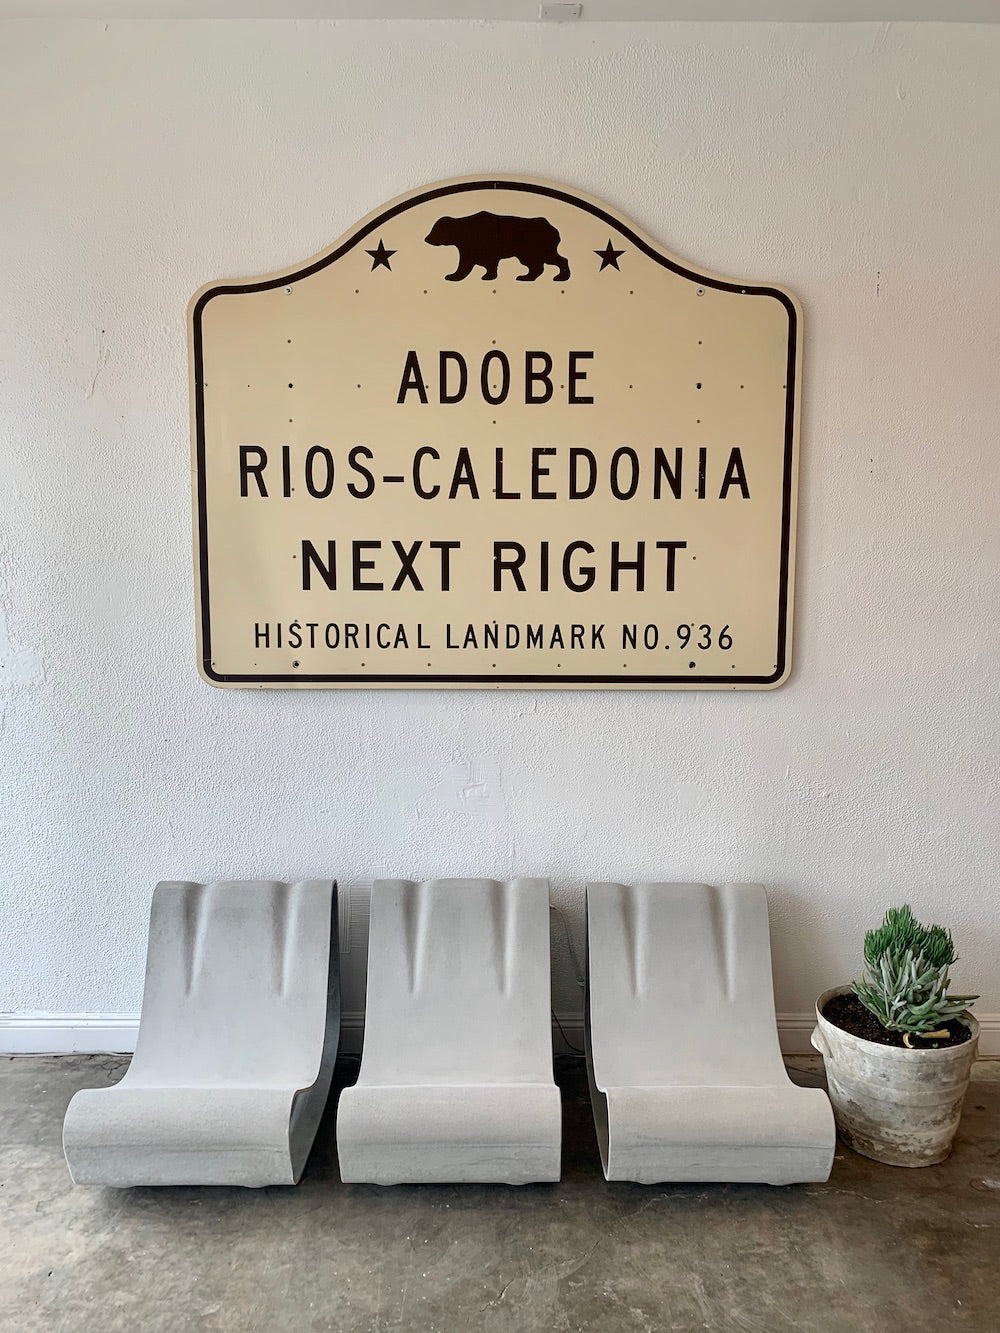 ADOBE
RIOS-CALEDONIA
NEXT RIGHT
HISTORICAL LANDMARK NO.936